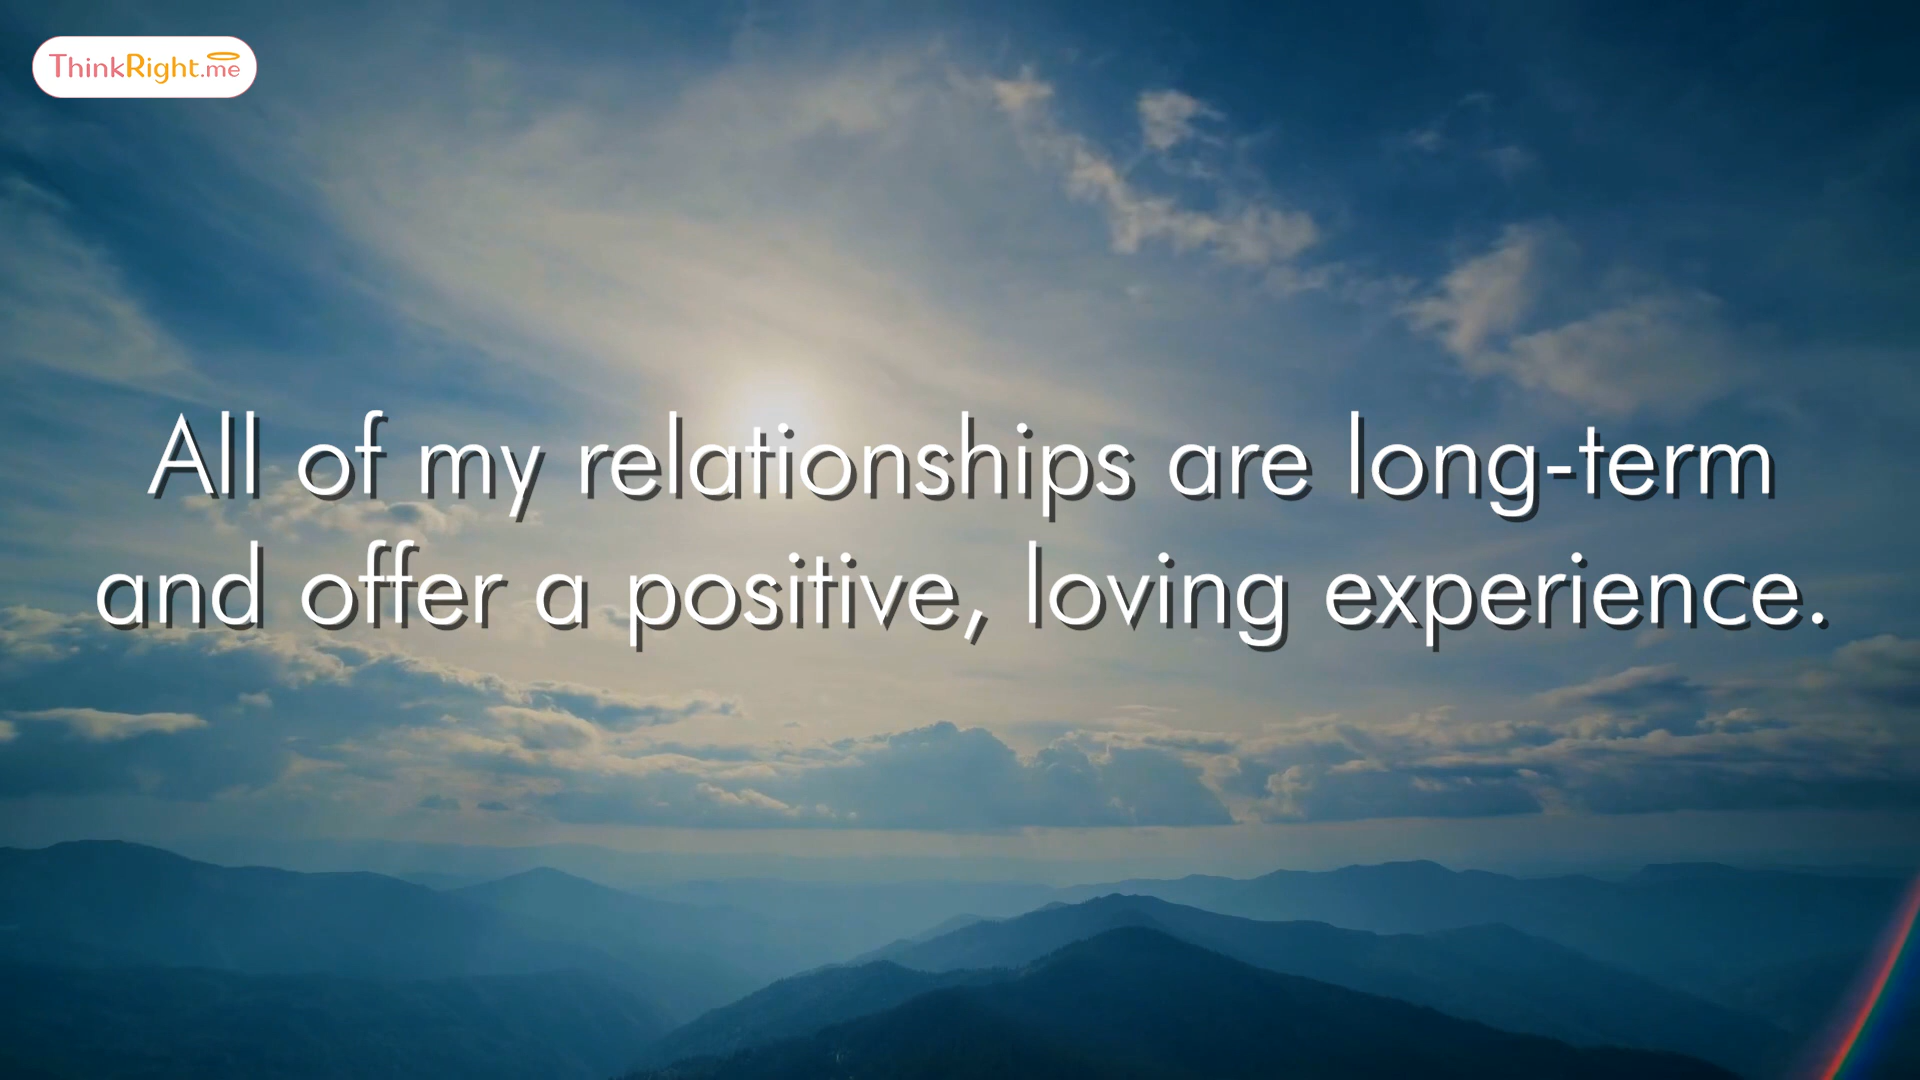 ThinkRight.me
All of my relationships are long-term
and offer a positive, loving experience.